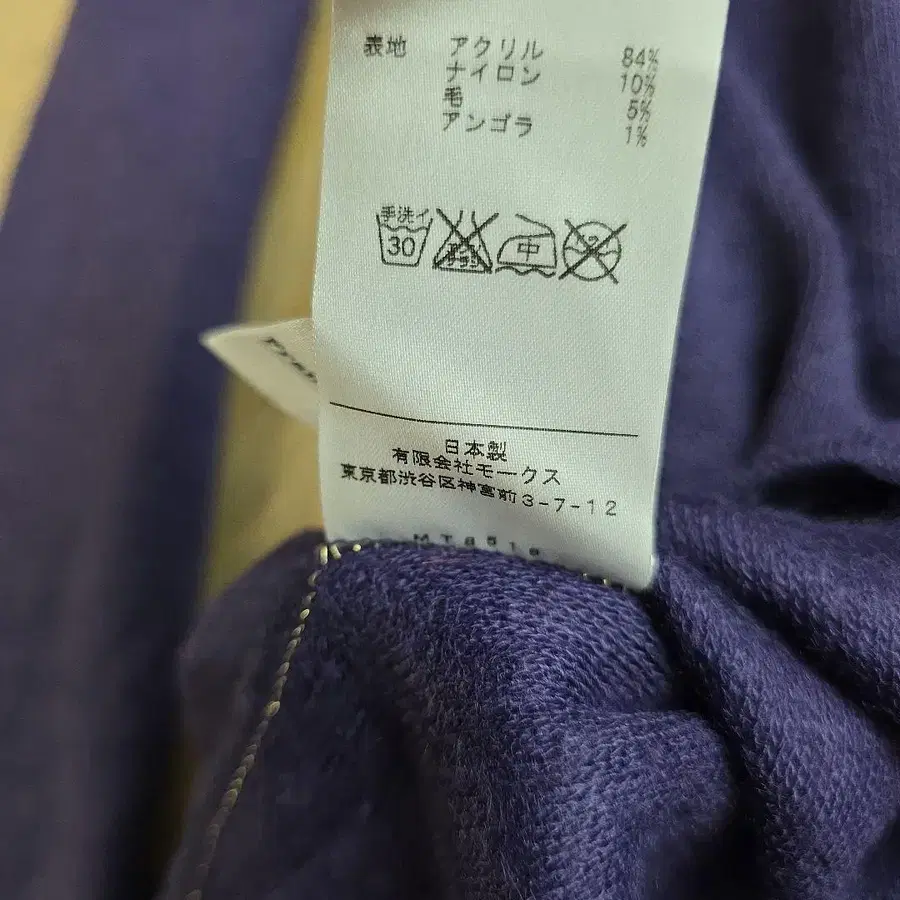 表地 アクリル 84%
ナイロン 10%
毛 5%
アンゴラ 1%
手洗イ
30
中
日本製
有限会社モークス
東京都渋谷区神宮前3-7-12